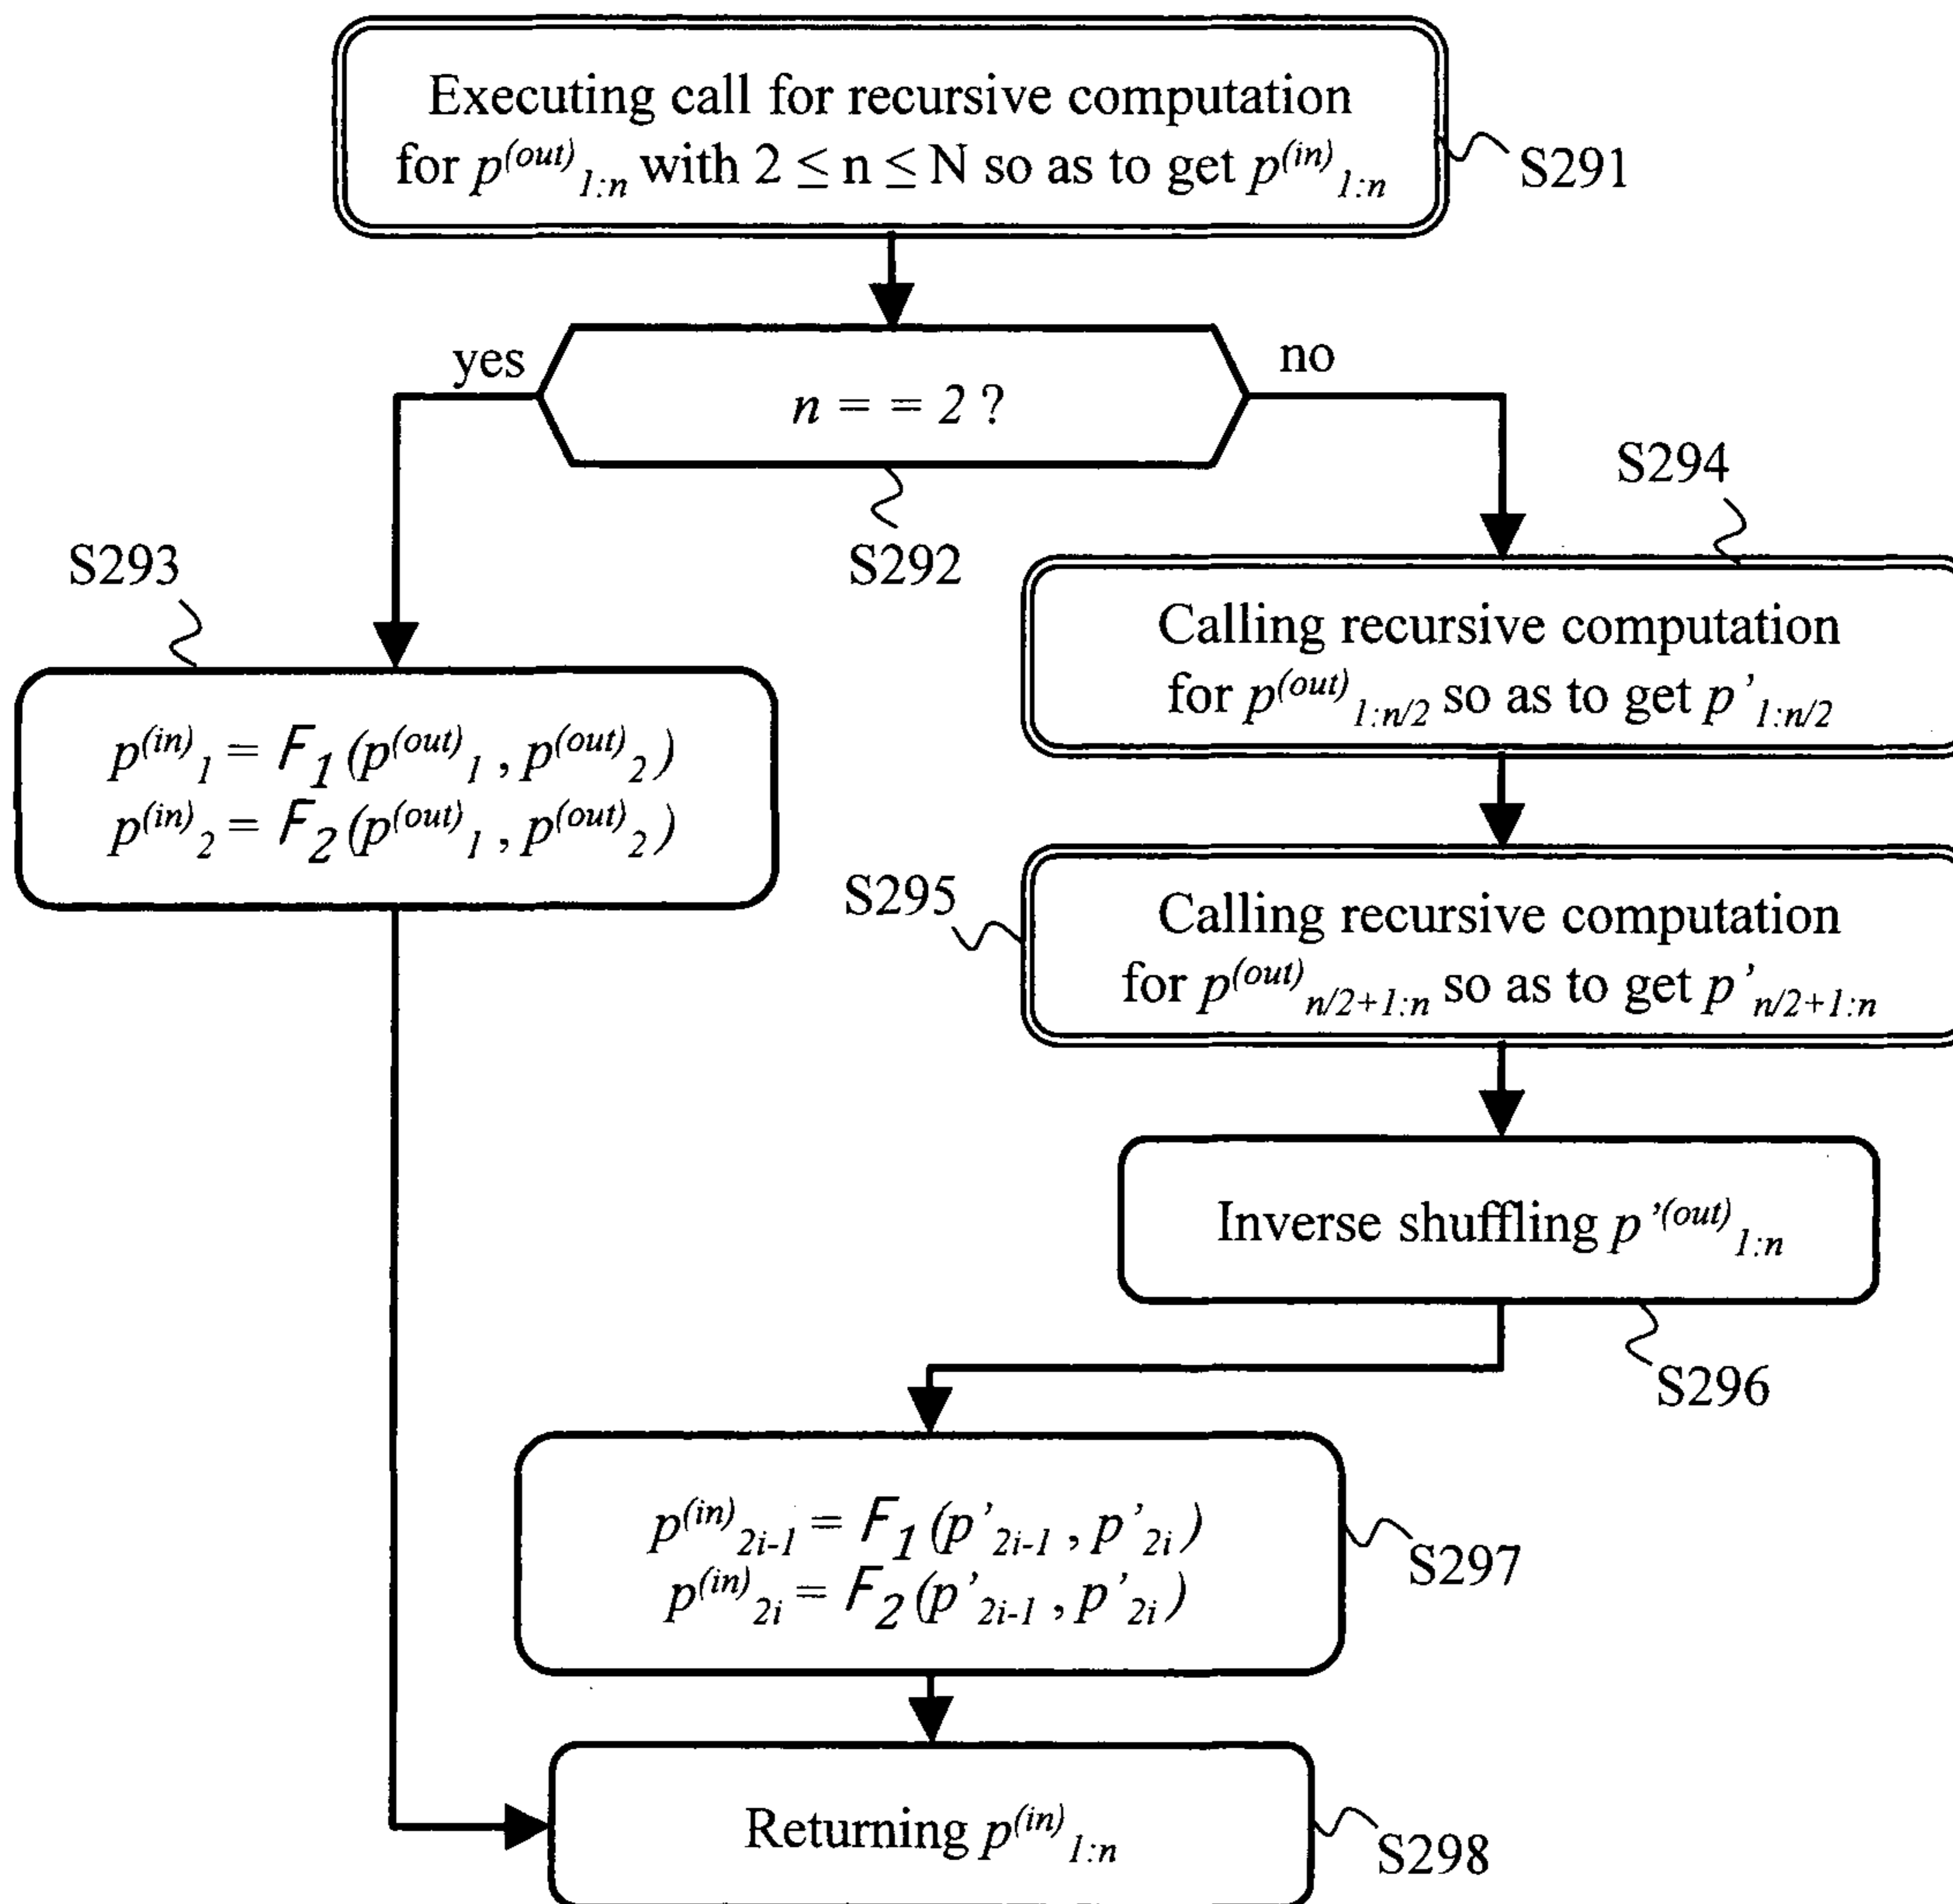 Executing call for recursive computation
for p^(out)_1:n with 2 ≤ n ≤ N so as to get p^(in)_1:n
S291
yes
no
n = = 2 ?
S292
S294
S293
Calling recursive computation
for p^(out)_1:n/2 so as to get p’_1:n/2
p^(in)_1 = F_1 (p^(out)_1 , p^(out)_2 )
p^(in)_2 = F_2 (p^(out)_1 , p^(out)_2 )
S295
Calling recursive computation
for p^(out)_n/2+1:n so as to get p’_n/2+1:n
Inverse shuffling p’^(out)_1:n
S296
p^(in)_2i-1 = F_1 (p’_2i-1 , p’_2i )
p^(in)_2i = F_2 (p’_2i-1 , p’_2i )
S297
Returning p^(in)_1:n
S298